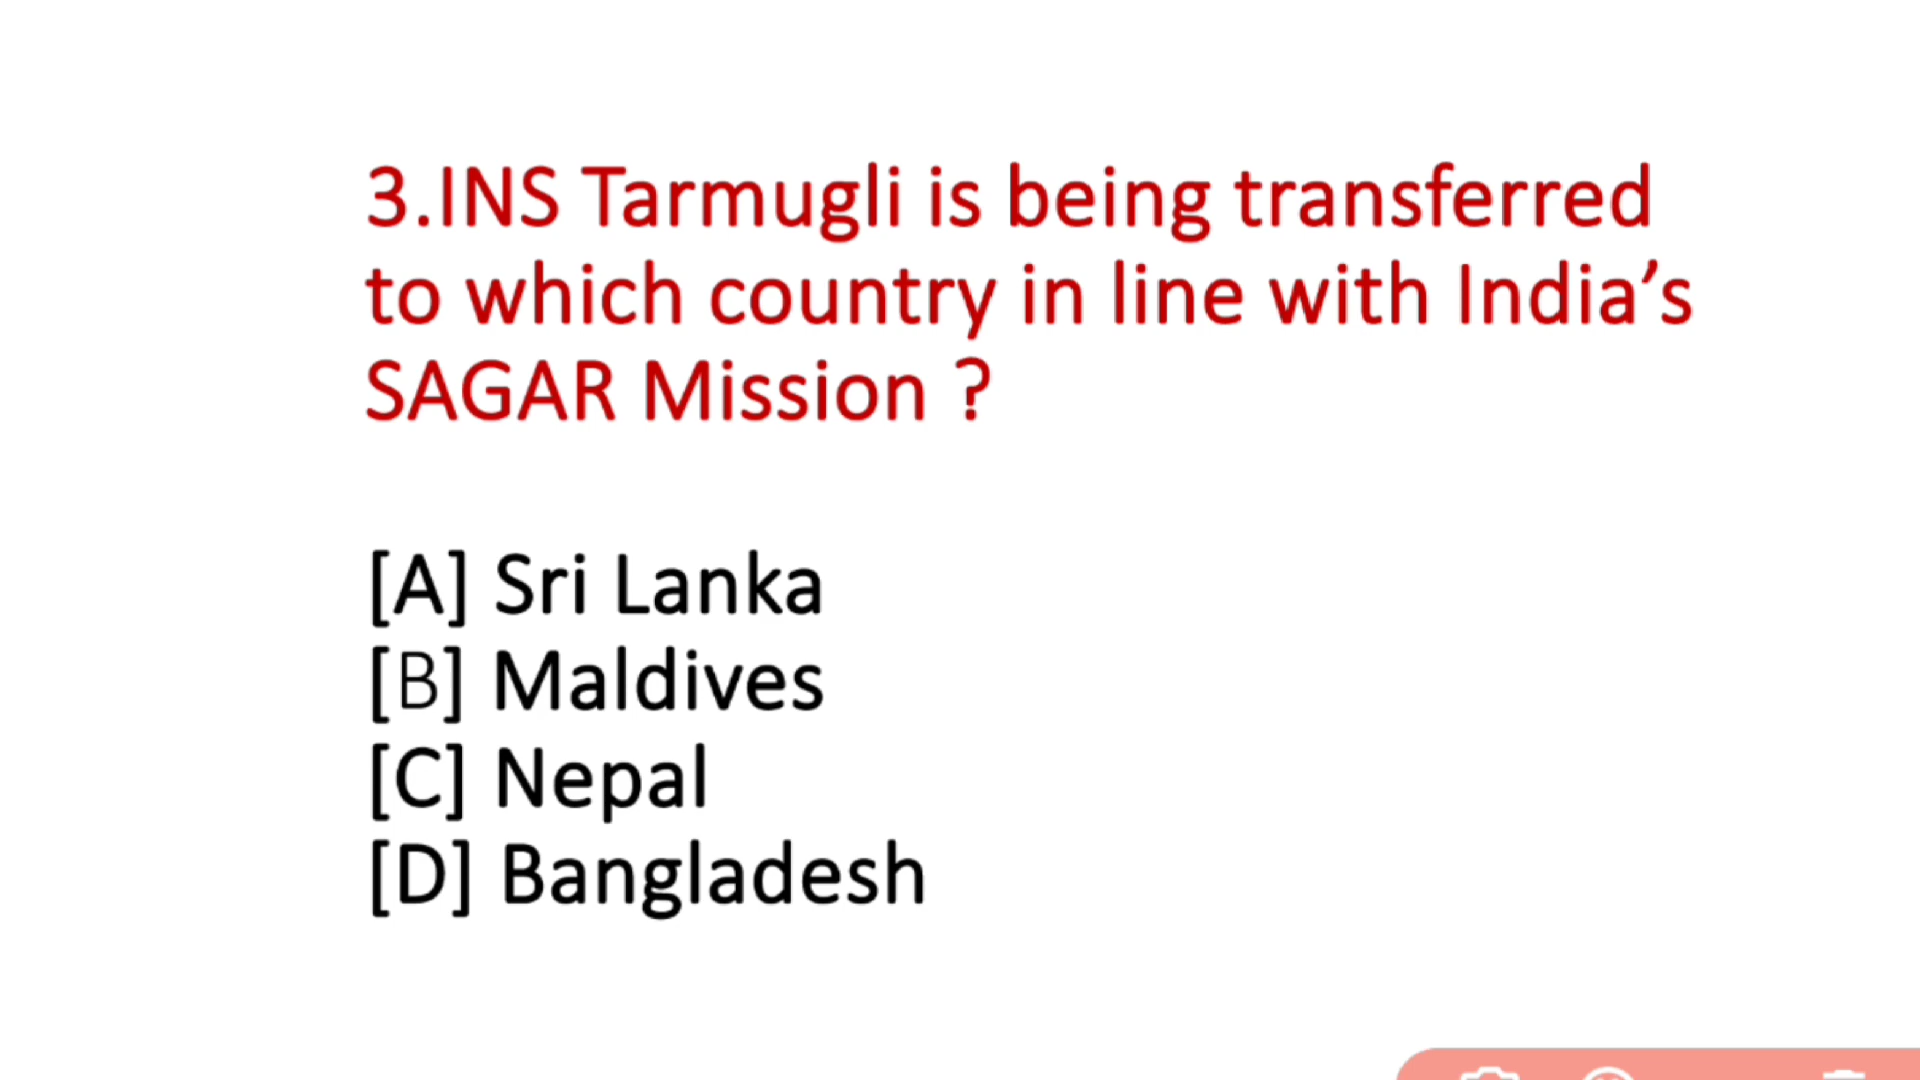 3.INS Tarmugli is being transferred
to which country in line with India’s
SAGAR Mission ?
[A] Sri Lanka
[B] Maldives
[C] Nepal
[D] Bangladesh